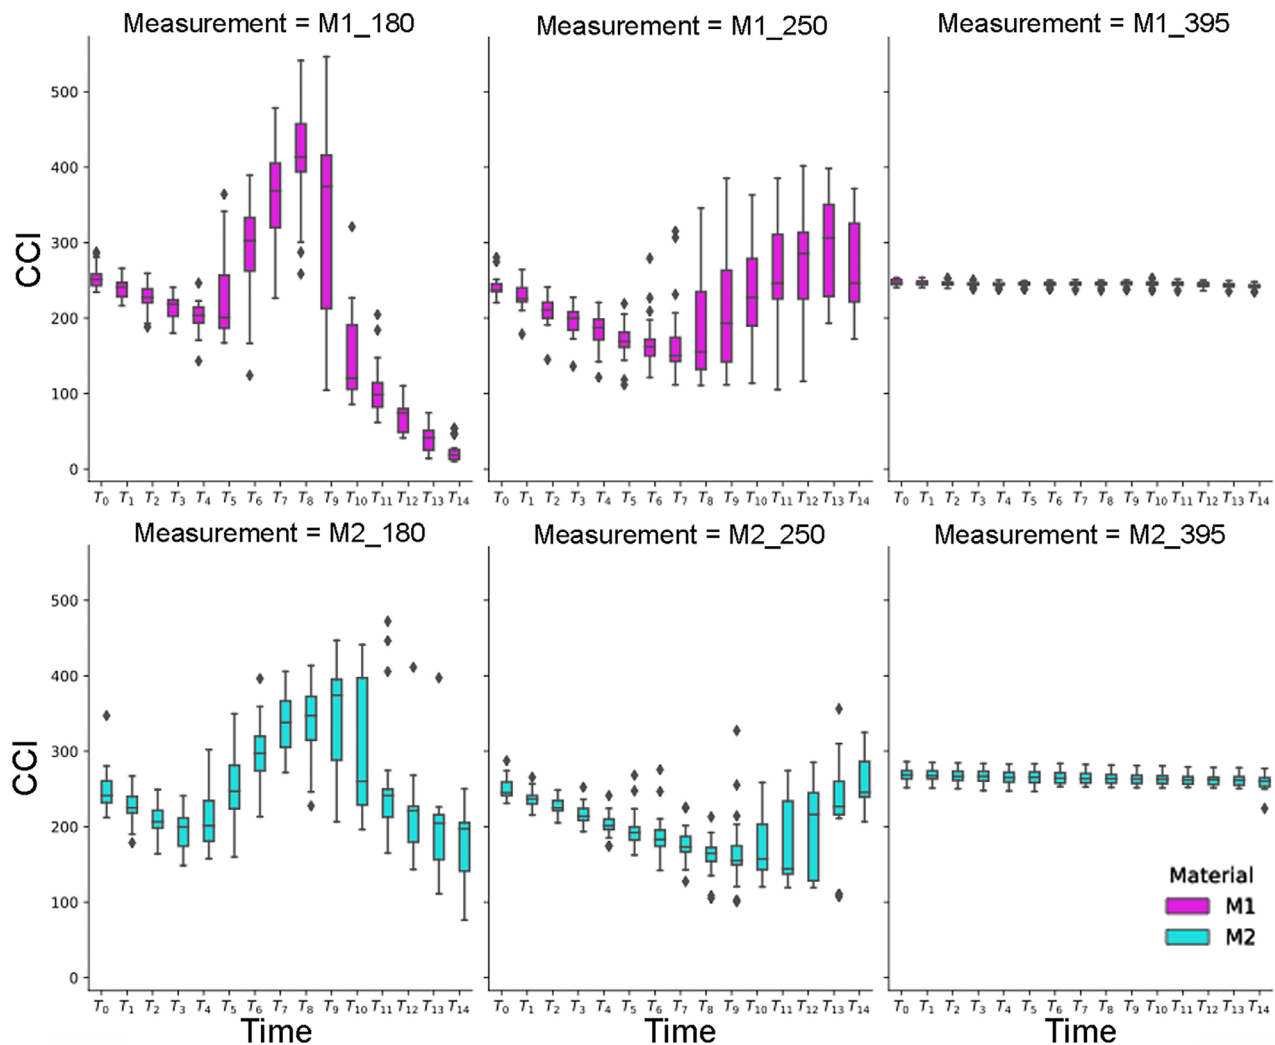 Measurement = M1_180 Measurement = M1_250 Measurement = M1_395
CCI
500
400
300
200
100
0
T0 T1 T2 T3 T4 T5 T6 T7 T8 T9 T10 T11 T12 T13 T14
T0 T1 T2 T3 T4 T5 T6 T7 T8 T9 T10 T11 T12 T13 T14
T0 T1 T2 T3 T4 T5 T6 T7 T8 T9 T10 T11 T12 T13 T14
Measurement = M2_180 Measurement = M2_250 Measurement = M2_395
CCI
500
400
300
200
100
0
Material
M1
M2
T0 T1 T2 T3 T4 T5 T6 T7 T8 T9 T10 T11 T12 T13 T14
T0 T1 T2 T3 T4 T5 T6 T7 T8 T9 T10 T11 T12 T13 T14
T0 T1 T2 T3 T4 T5 T6 T7 T8 T9 T10 T11 T12 T13 T14
Time Time Time